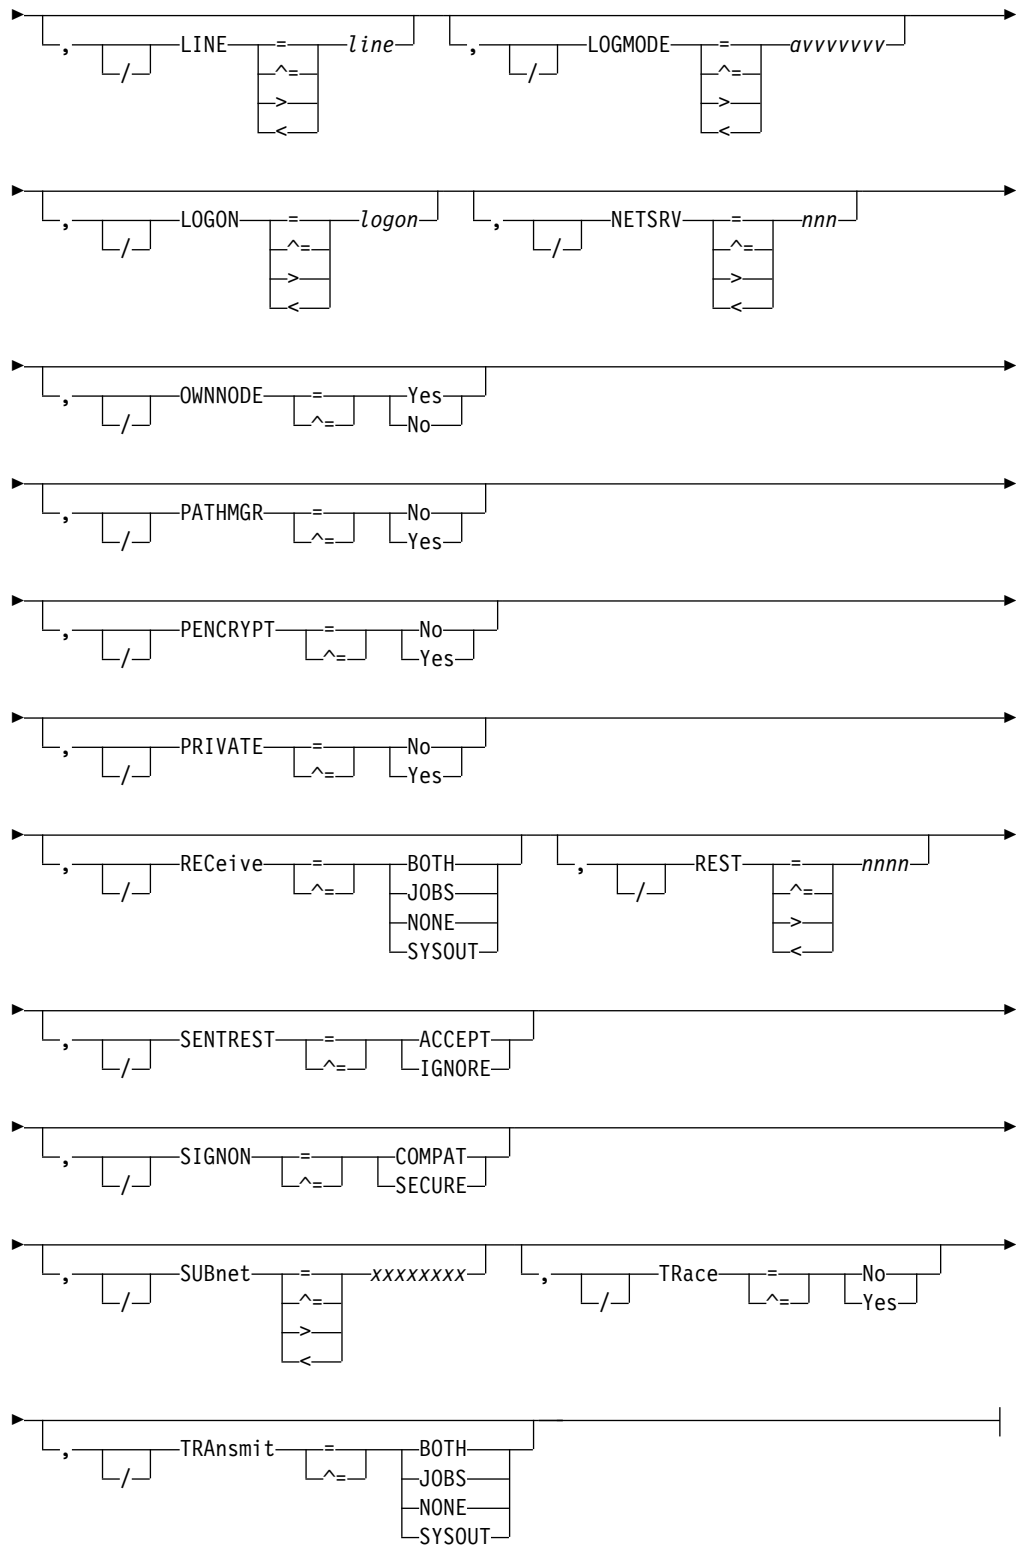 , / LINE = line , / LOGMODE = avvvvvvv
/ ^= / ^=
> >
< <
, LOGON = logon , NETSRV = nnn
/ ^= / ^=
> >
< <
, OWNNODE = Yes
/ ^= No
, PATHMGR = No
/ ^= Yes
, PENCRYPT = No
/ ^= Yes
, PRIVATE = No
/ ^= Yes
, RECeive = BOTH , REST = nnnn
/ ^= JOBS / ^=
NONE >
SYSOUT <
, SENTREST = ACCEPT
/ ^= IGNORE
, SIGNON = COMPAT
/ ^= SECURE
, SUBnet = xxxxxxxx , TRace = No
/ ^= / ^= Yes
>
<
, TRAnsmit = BOTH
/ ^= JOBS
NONE
SYSOUT